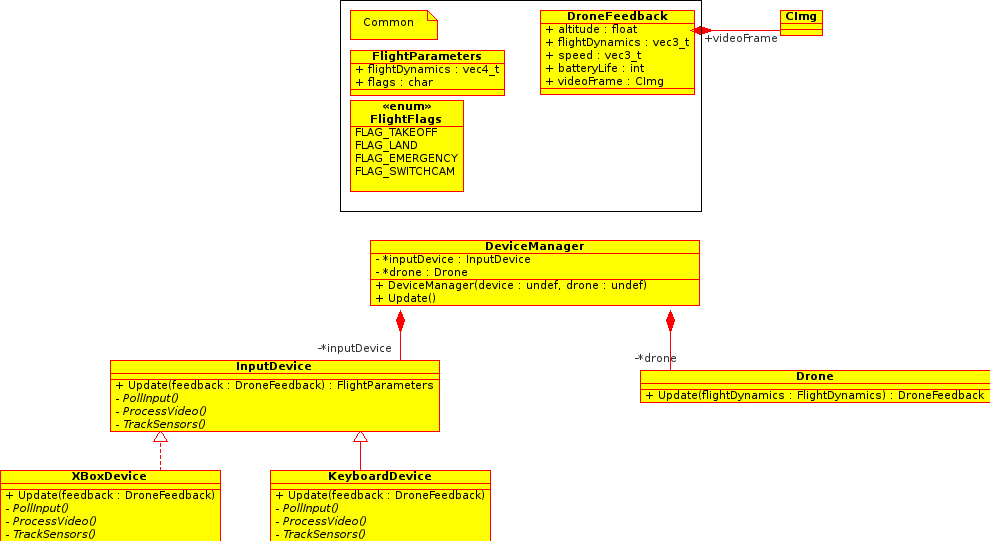 Common
FlightParameters
+ flightDynamics : vec4_t
+ flags : char
«enum»
FlightFlags
FLAG_TAKEOFF
FLAG_LAND
FLAG_EMERGENCY
FLAG_SWITCHCAM
DroneFeedback
+ altitude : float
+ flightDynamics : vec3_t
+ speed : vec3_t
+ batteryLife : int
+ videoFrame : CImg
+videoFrame
CImg
DeviceManager
- *inputDevice : InputDevice
- *drone : Drone
+ DeviceManager(device : undef, drone : undef)
+ Update()
-*inputDevice
-*drone
InputDevice
+ Update(feedback : DroneFeedback) : FlightParameters
- PollInput()
- ProcessVideo()
- TrackSensors()
Drone
+ Update(flightDynamics : FlightDynamics) : DroneFeedback
XBoxDevice
+ Update(feedback : DroneFeedback)
- PollInput()
- ProcessVideo()
- TrackSensors()
KeyboardDevice
+ Update(feedback : DroneFeedback)
- PollInput()
- ProcessVideo()
- TrackSensors()